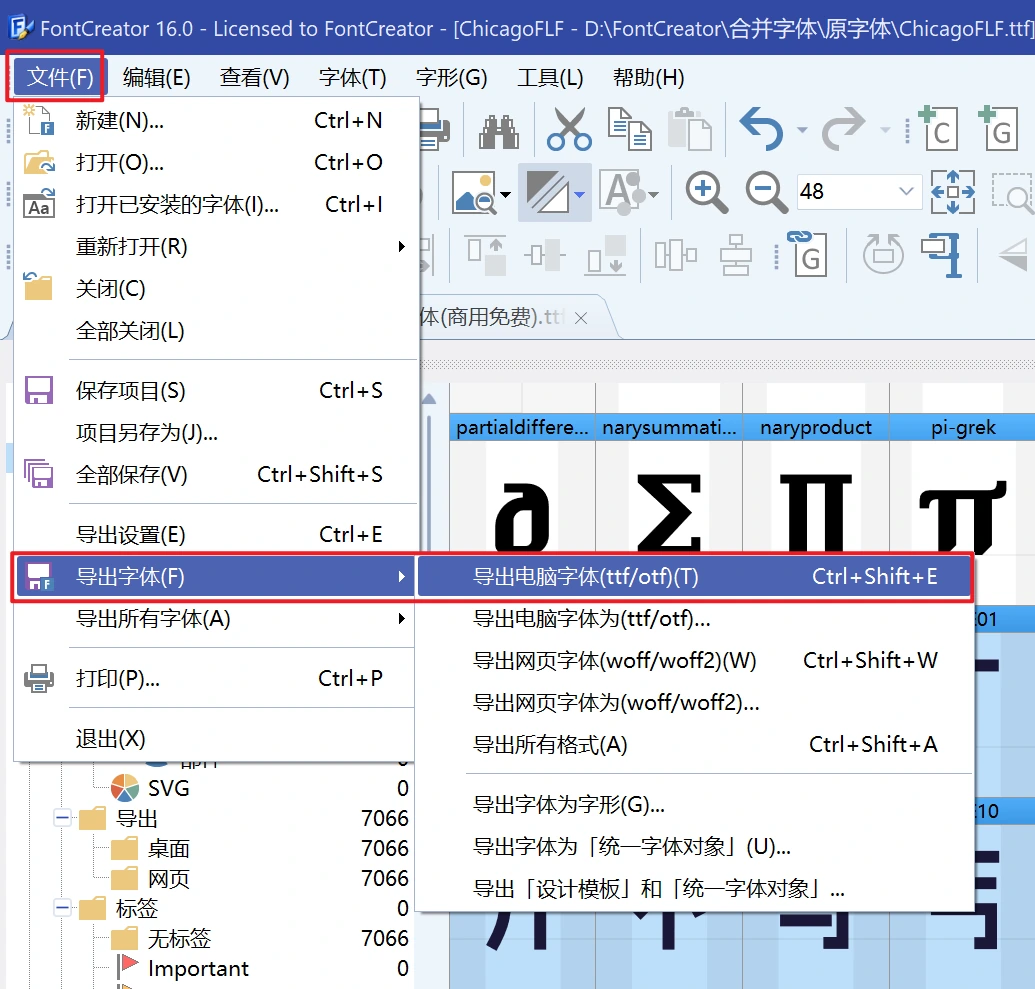 FontCreator 16.0 - Licensed to FontCreator - [ChicagoFLF - D:\FontCreator\合并字体\原字体\ChicagoFLF.ttf]
文件(F) 编辑(E) 查看(V) 字体(T) 字形(G) 工具(L) 帮助(H)
新建(N)... Ctrl+N
打开(O)... Ctrl+O
打开已安装的字体(I)... Ctrl+I
重新打开(R)
关闭(C)
全部关闭(L)
保存项目(S) Ctrl+S
项目另存为(J)...
全部保存(V) Ctrl+Shift+S
导出设置(E) Ctrl+E
导出字体(F)
导出所有字体(A)
打印(P)... Ctrl+P
退出(X)
C G
Aa
A 48
G
体(商用免费).ttf
partialdiffere... narysummati... naryproduct pi-grek
∂ Σ Π π
导出电脑字体(ttf/otf)(T) Ctrl+Shift+E
导出电脑字体为(ttf/otf)...
导出网页字体(woff/woff2)(W) Ctrl+Shift+W
导出网页字体为(woff/woff2)...
导出所有格式(A) Ctrl+Shift+A
导出字体为字形(G)...
导出字体为「统一字体对象」(U)...
导出「设计模板」和「统一字体对象」...
01
10
SVG 0
导出 7066
桌面 7066
网页 7066
标签 0
无标签 7066
Important 0